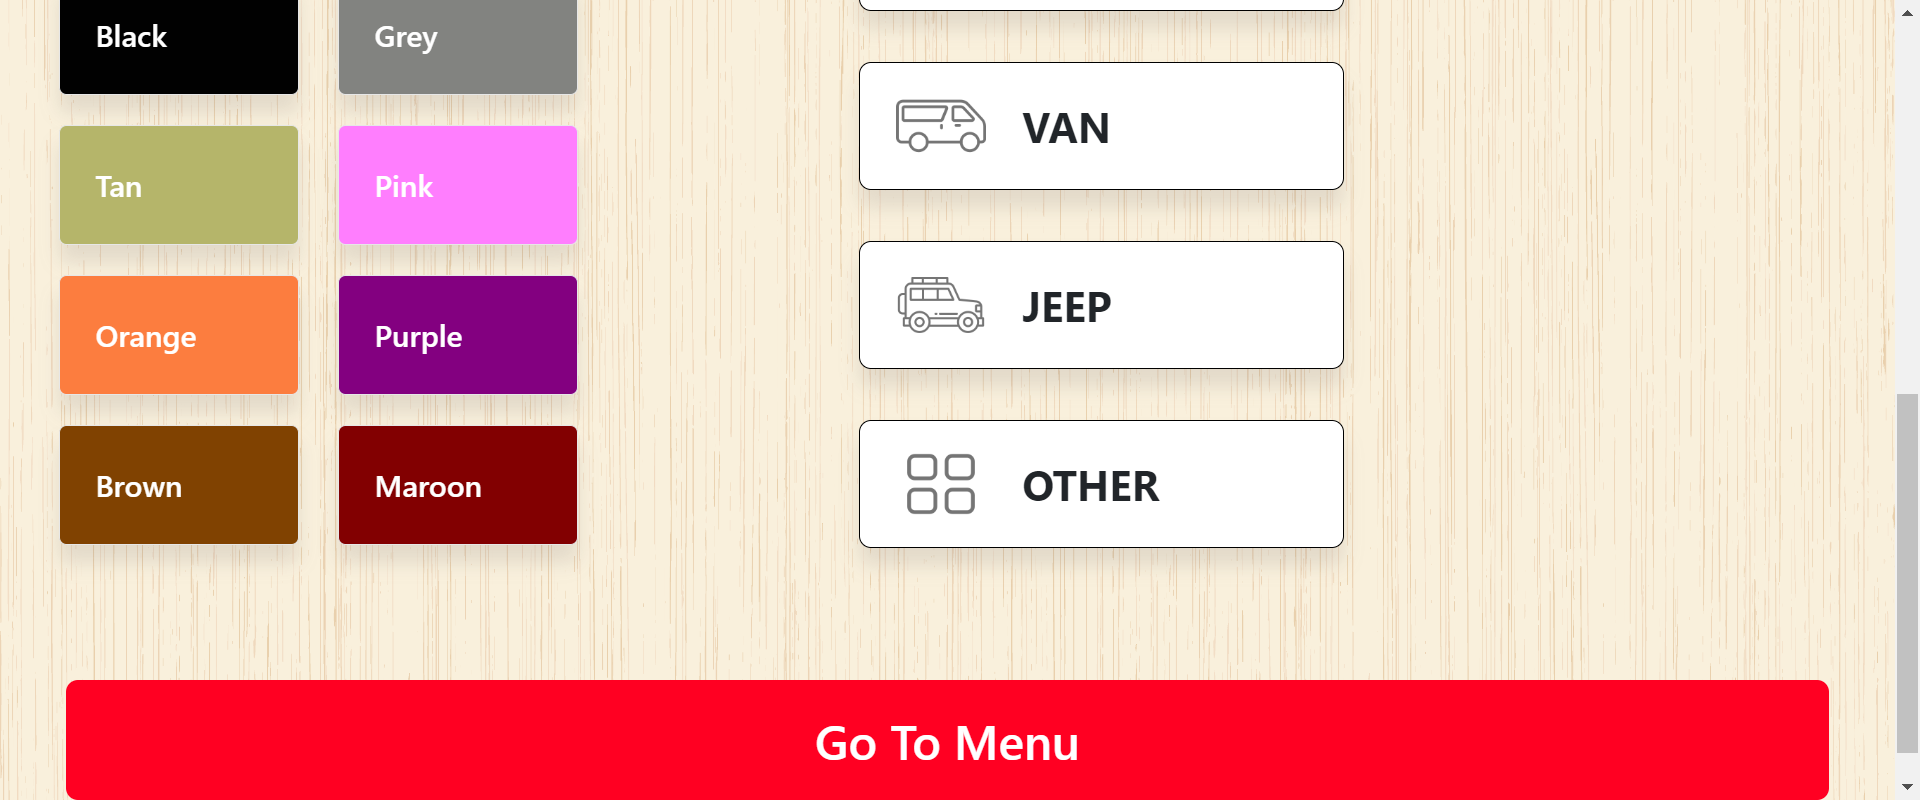 Black
Grey
Tan
Pink
Orange
Purple
Brown
Maroon
VAN
JEEP
OTHER
Go To Menu